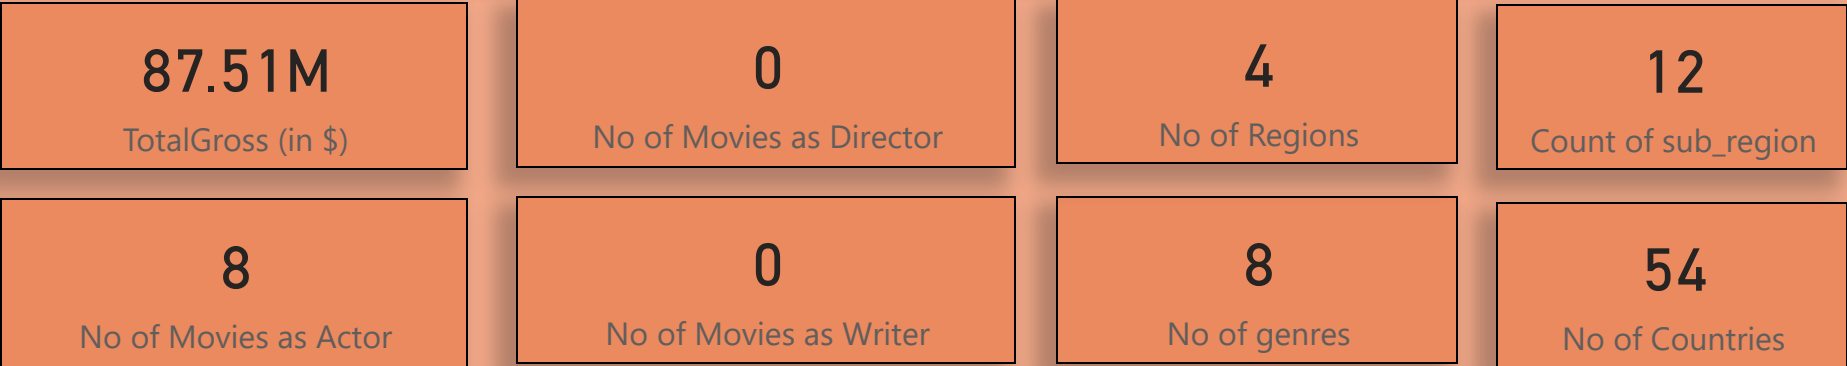 87.51M
TotalGross (in $)
0
No of Movies as Director
4
No of Regions
12
Count of sub_region
8
No of Movies as Actor
0
No of Movies as Writer
8
No of genres
54
No of Countries